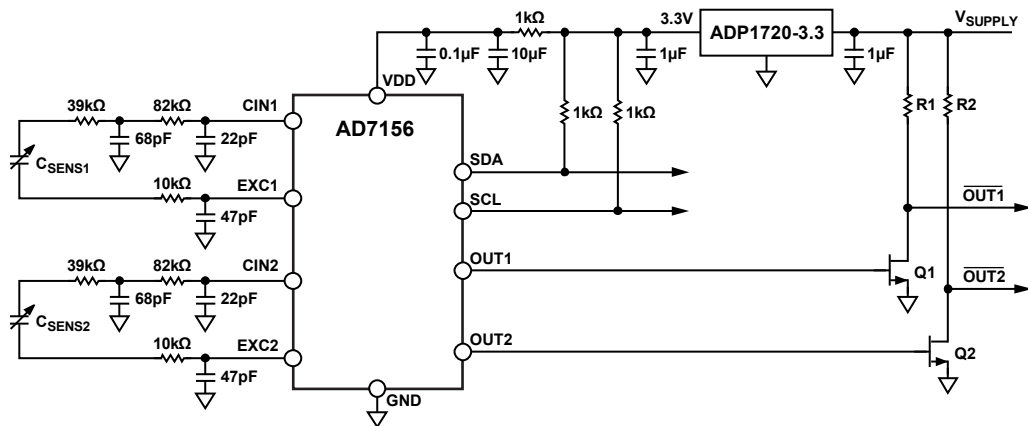 1kΩ
3.3V
ADP1720-3.3
VSUPPLY
0.1µF
10µF
1µF
1µF
VDD
39kΩ
82kΩ
CIN1
68pF
22pF
CSENS1
10kΩ
EXC1
47pF
39kΩ
82kΩ
CIN2
68pF
22pF
CSENS2
10kΩ
EXC2
47pF
AD7156
GND
1kΩ
1kΩ
R1
R2
SDA
SCL
OUT1
OUT2
OUT1
Q1
OUT2
Q2